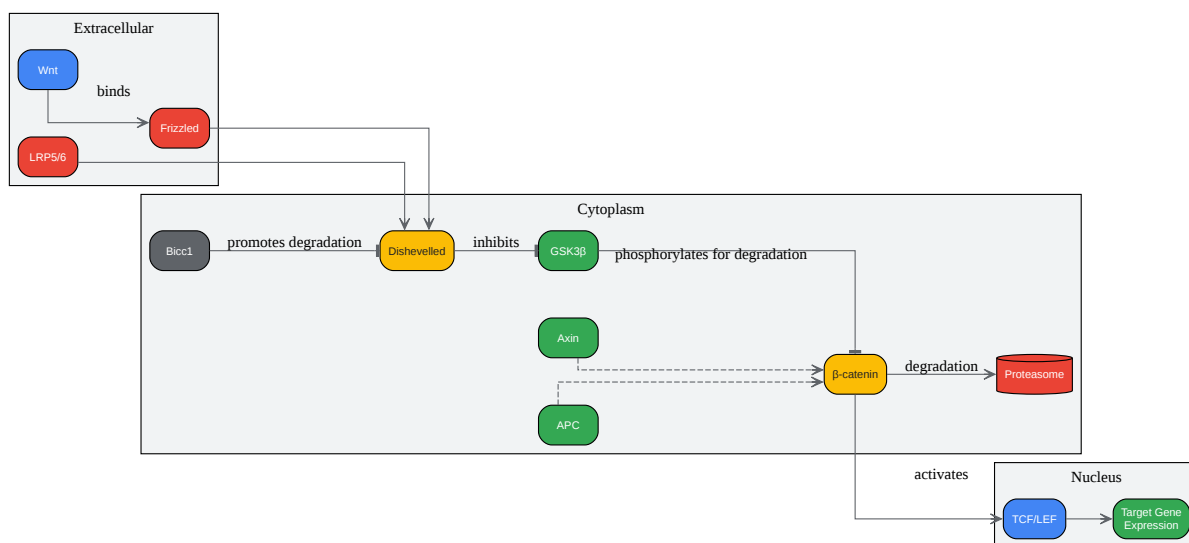 Extracellular
Wnt
binds
Frizzled
LRP5/6
Cytoplasm
Bicc1
promotes degradation
Dishevelled
inhibits
GSK3β
phosphorylates for degradation
Axin
β-catenin
degradation
Proteasome
APC
activates
Nucleus
TCF/LEF
Target Gene
Expression